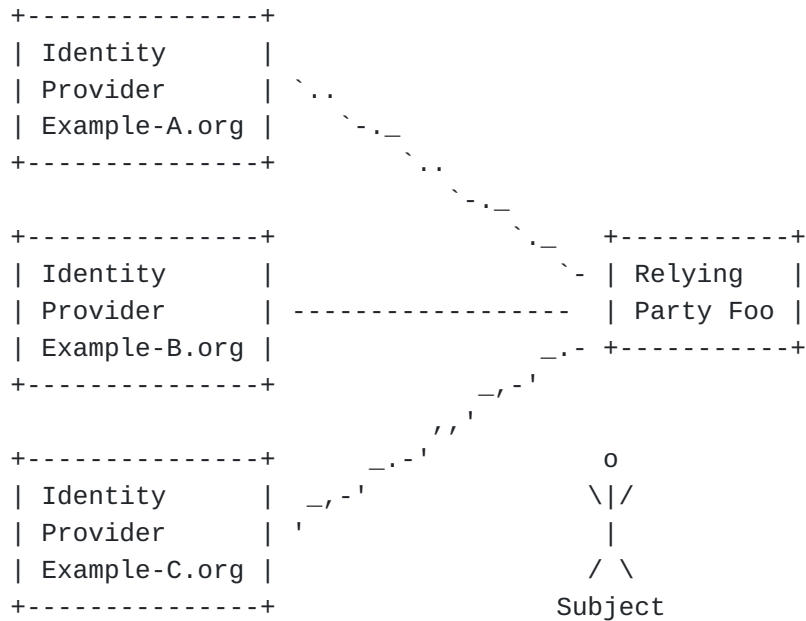 Identity
Provider
Example-A.org
Identity
Provider
Example-B.org
Relying
Party Foo
Identity
Provider
Example-C.org
Subject